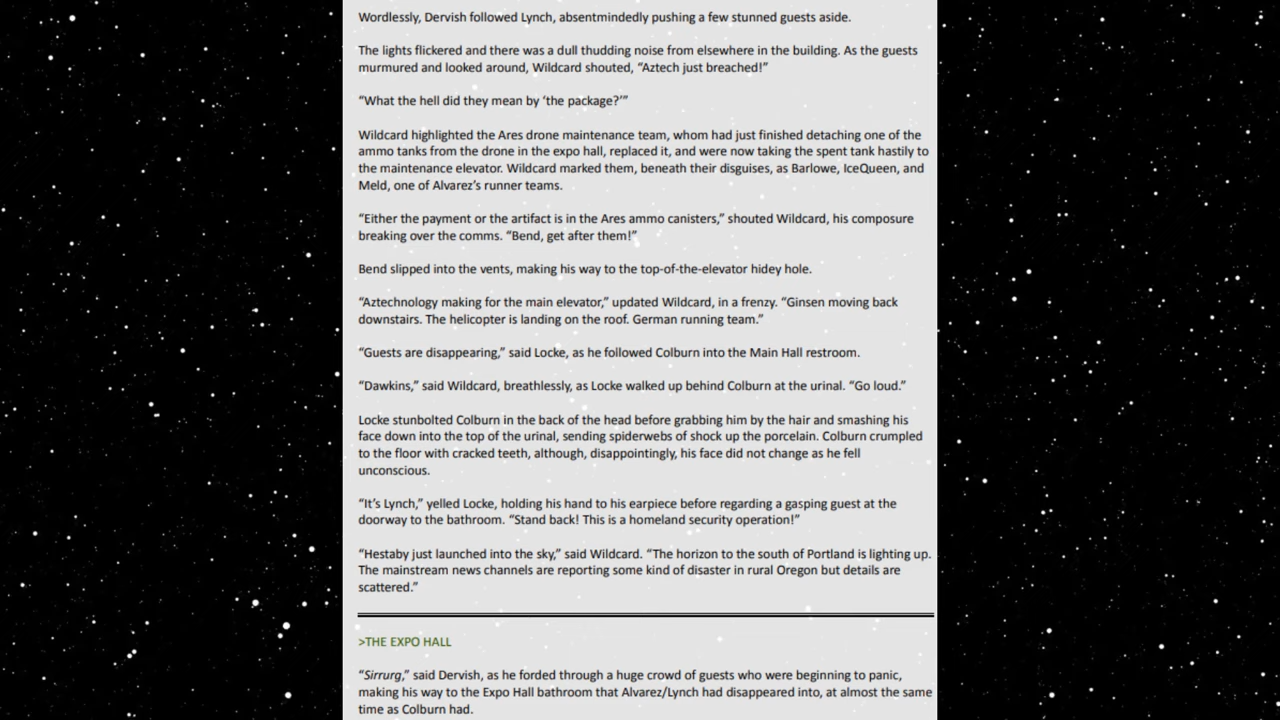 Wordlessly, Dervish followed Lynch, absentmindedly pushing a few stunned guests aside.
The lights flickered and there was a dull thudding noise from elsewhere in the building. As the guests
murmured and looked around, Wildcard shouted, “Aztech just breached!”
“What the hell did they mean by ‘the package?’”
Wildcard highlighted the Ares drone maintenance team, whom had just finished detaching one of the
ammo tanks from the drone in the expo hall, replaced it, and were now taking the spent tank hastily to
the maintenance elevator. Wildcard marked them, beneath their disguises, as Barlowe, IceQueen, and
Meld, one of Alvarez’s runner teams.
“Either the payment or the artifact is in the Ares ammo canisters,” shouted Wildcard, his composure
breaking over the comms. “Bend, get after them!”
Bend slipped into the vents, making his way to the top-of-the-elevator hidey hole.
“Aztechnology making for the main elevator,” updated Wildcard, in a frenzy. “Ginsen moving back
downstairs. The helicopter is landing on the roof. German running team.”
“Guests are disappearing,” said Locke, as he followed Colburn into the Main Hall restroom.
“Dawkins,” said Wildcard, breathlessly, as Locke walked up behind Colburn at the urinal. “Go loud.”
Locke stunbolted Colburn in the back of the head before grabbing him by the hair and smashing his
face down into the top of the urinal, sending spiderwebs of shock up the porcelain. Colburn crumpled
to the floor with cracked teeth, although, disappointingly, his face did not change as he fell
unconscious.
“It’s Lynch,” yelled Locke, holding his hand to his earpiece before regarding a gasping guest at the
doorway to the bathroom. “Stand back! This is a homeland security operation!”
“Hestaby just launched into the sky,” said Wildcard. “The horizon to the south of Portland is lighting up.
The mainstream news channels are reporting some kind of disaster in rural Oregon but details are
scattered.”
>THE EXPO HALL
“Sirrurg,” said Dervish, as he forded through a huge crowd of guests who were beginning to panic,
making his way to the Expo Hall bathroom that Alvarez/Lynch had disappeared into, at almost the same
time as Colburn had.